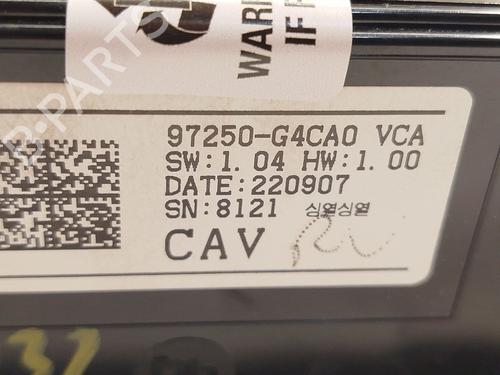 WAR
IF
B-PARTS
97250-G4CA0 VCA
SW:1.04 HW:1.00
DATE:220907
SN:8121 싱열싱열
CAV
32